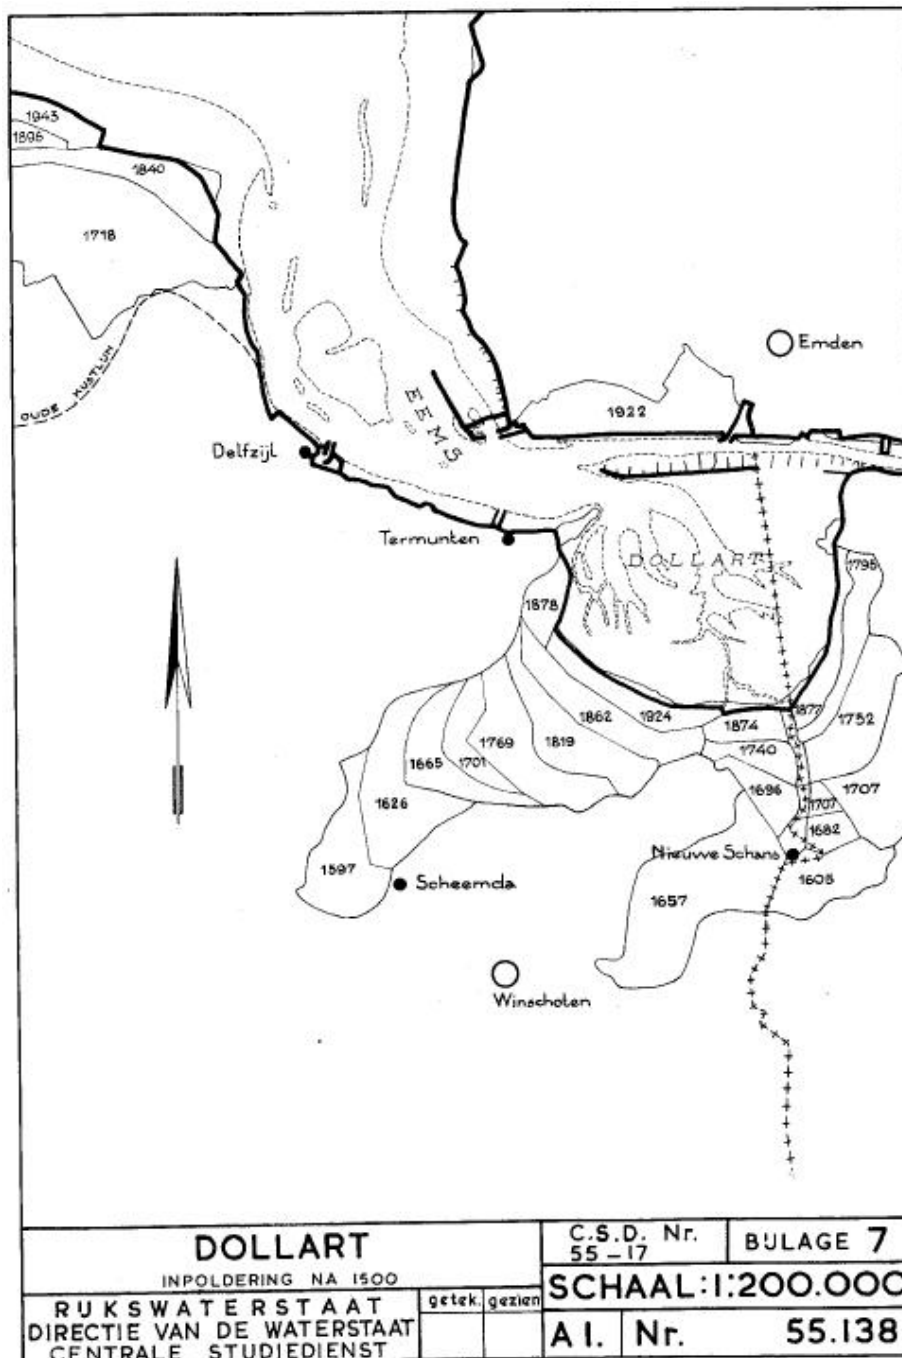 1943
1896
1840
1718
OUDE KUSTLIJN
Emden
1922
EEMS
Delfzijl
Termunten
DOLLART
1795
1878
1862
1924
1874
1877
1752
1769
1819
1740
1665
1701
1696
1707
1707
1626
1682
Nieuwe Schans
1597
Scheemda
1605
1657
Winschoten
DOLLART
INPOLDERING NA 1500
C.S.D. Nr.
55-17
BIJLAGE 7
SCHAAL:1:200.000
RIJKSWATERSTAAT
DIRECTIE VAN DE WATERSTAAT
CENTRALE STUDIEDIENST
getek. gezien
A1. Nr. 55.138